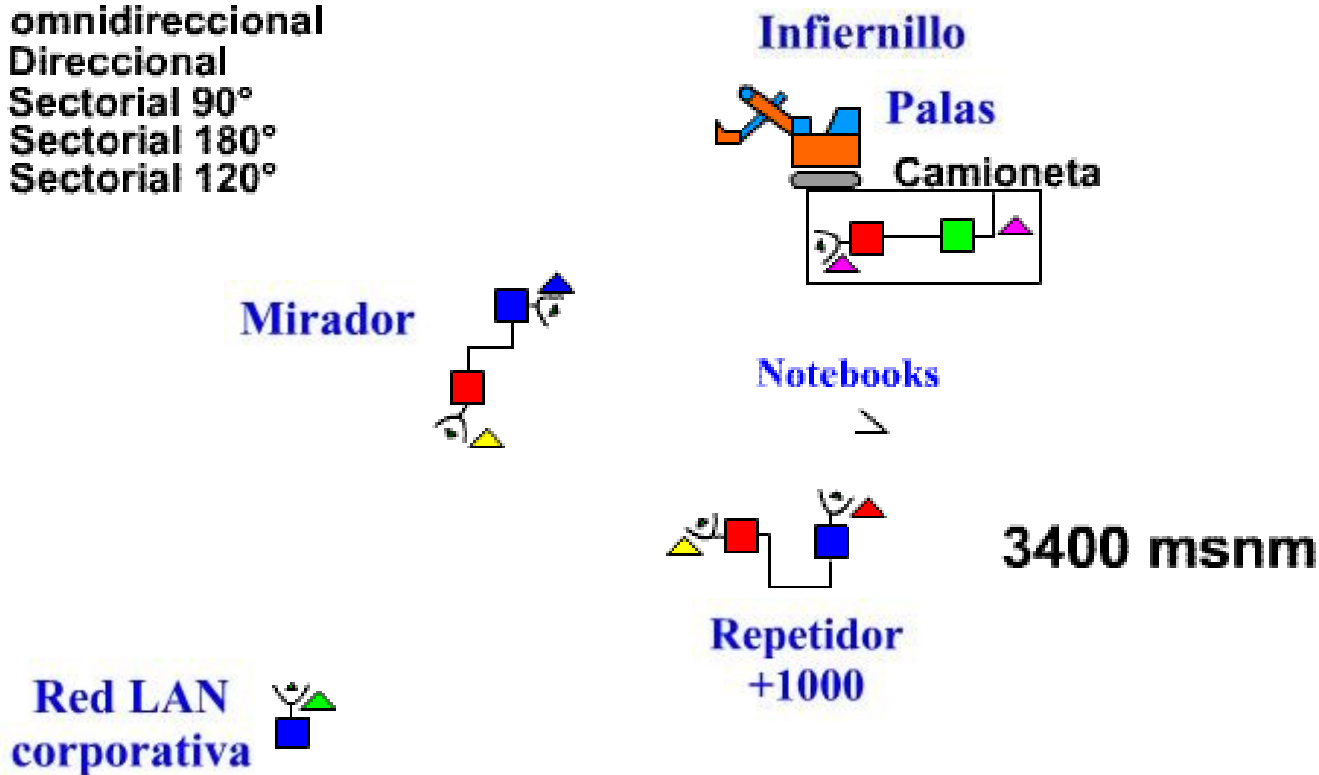 omnidireccional
Direccional
Sectorial 90°
Sectorial 180°
Sectorial 120°
Infiernillo
Palas
Camioneta
Mirador
Notebooks
3400 msnm
Repetidor
+1000
Red LAN
corporativa